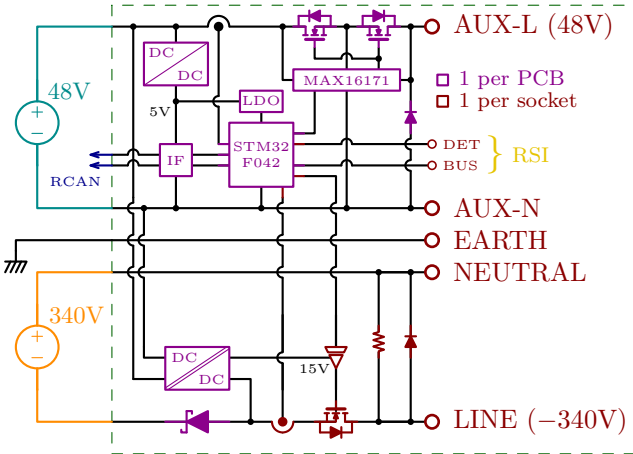 AUX-L (48V)
DC
DC
MAX16171
1 per PCB
48V
1 per socket
+
−
5V
LDO
STM32
F042
DET
IF
} RSI
BUS
RCAN
AUX-N
EARTH
NEUTRAL
340V
+
−
DC
DC
15V
LINE (−340V)